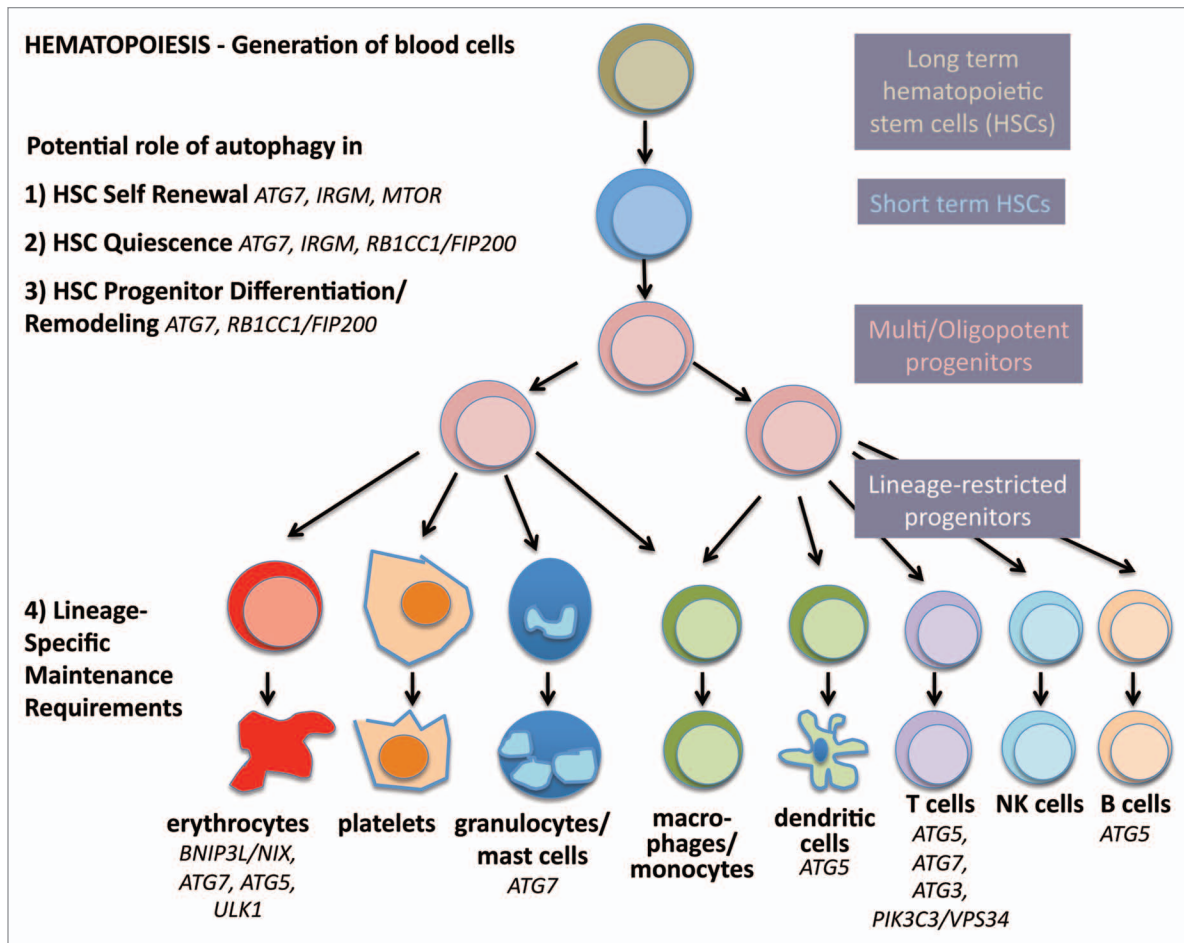 HEMATOPOIESIS - Generation of blood cells
Long term
hematopoietic
stem cells (HSCs)
Potential role of autophagy in
1) HSC Self Renewal ATG7, IRGM, MTOR
Short term HSCs
2) HSC Quiescence ATG7, IRGM, RB1CC1/FIP200
3) HSC Progenitor Differentiation/
Remodeling ATG7, RB1CC1/FIP200
Multi/Oligopotent
progenitors
Lineage-restricted
progenitors
4) Lineage-
Specific
Maintenance
Requirements
erythrocytes
BNIP3L/NIX,
ATG7, ATG5,
ULK1
platelets
granulocytes/
mast cells
ATG7
macro-
phages/
monocytes
dendritic
cells
ATG5
T cells
ATG5,
ATG7,
ATG3,
PIK3C3/VPS34
NK cells
B cells
ATG5